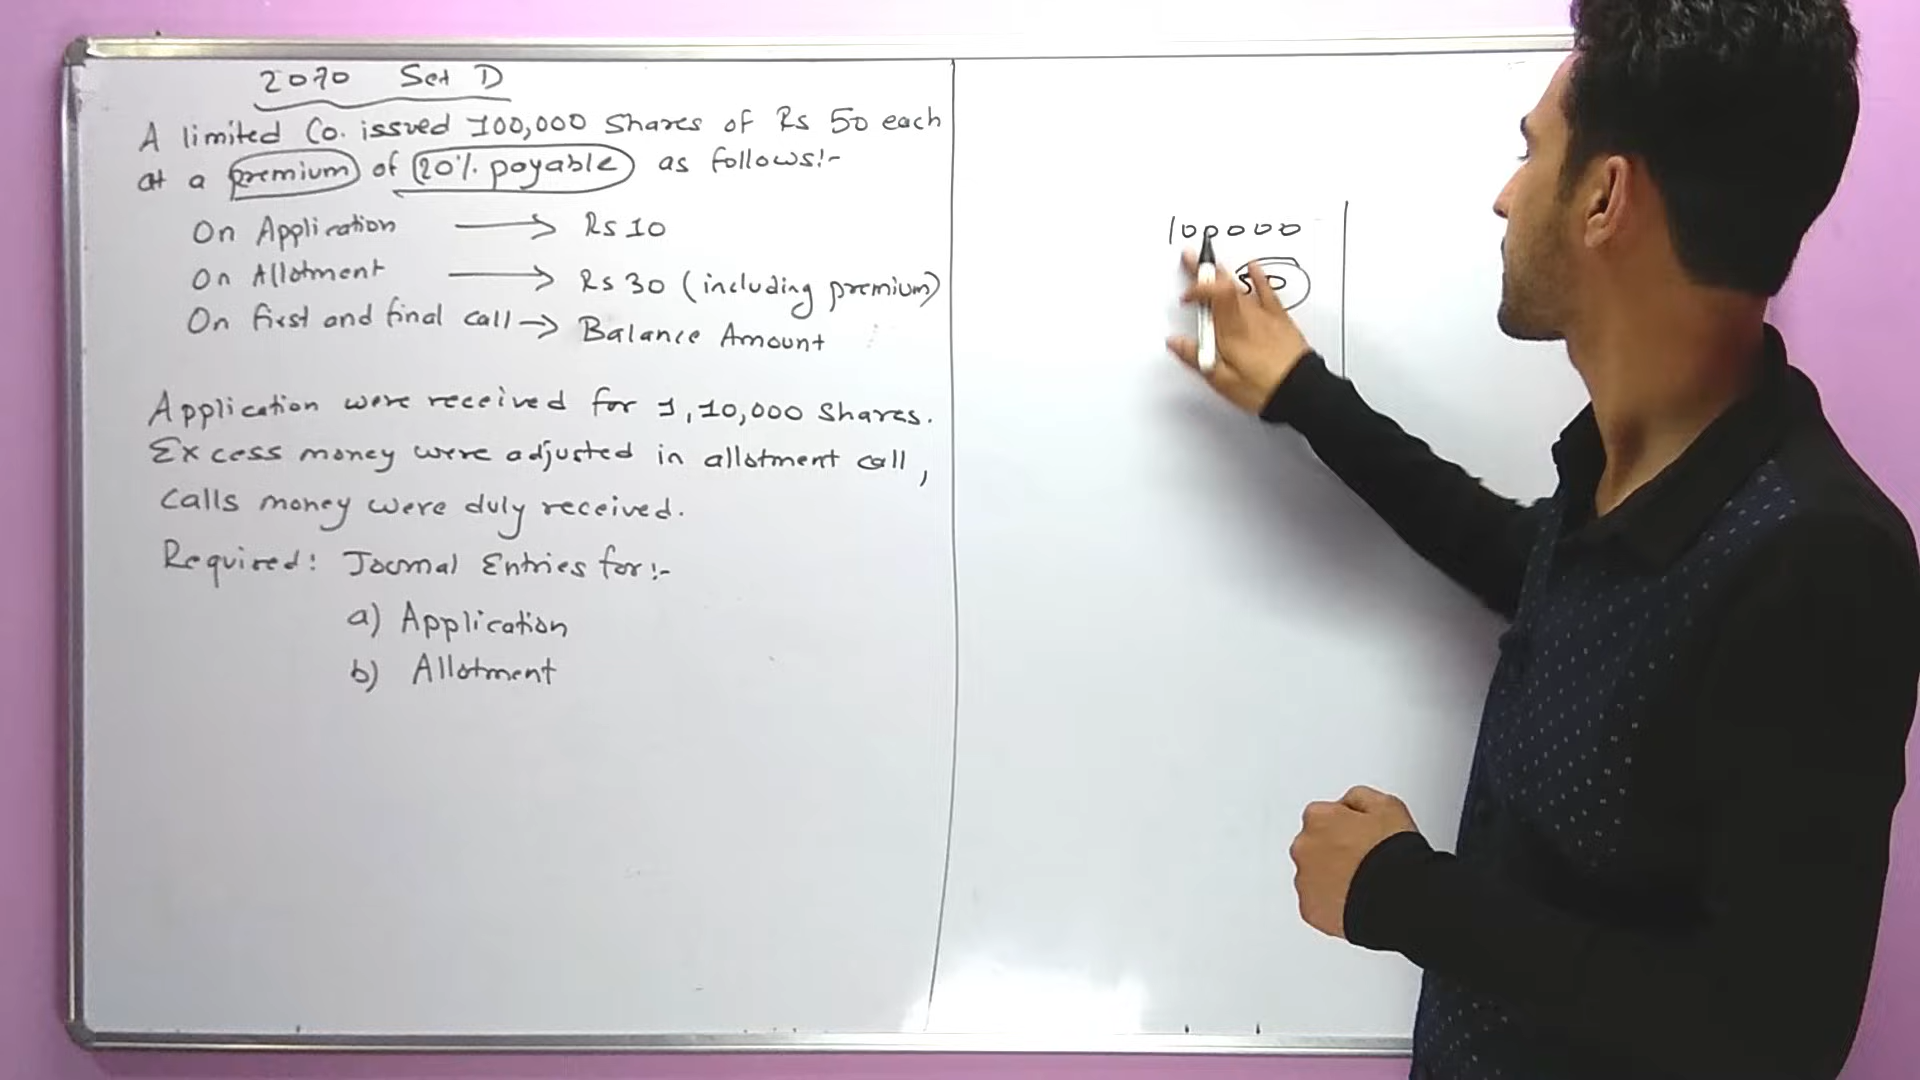 2070 Set D
A limited Co. issued 100,000 Shares of Rs 50 each
at a premium of 20% payable as follows:-
On Application → Rs 10
On Allotment → Rs 30 (including premium)
On first and final call → Balance Amount
Application were received for 1,10,000 shares.
Excess money were adjusted in allotment call,
calls money were duly received.
Required: Journal Entries for:-
a) Application
b) Allotment
100000
50